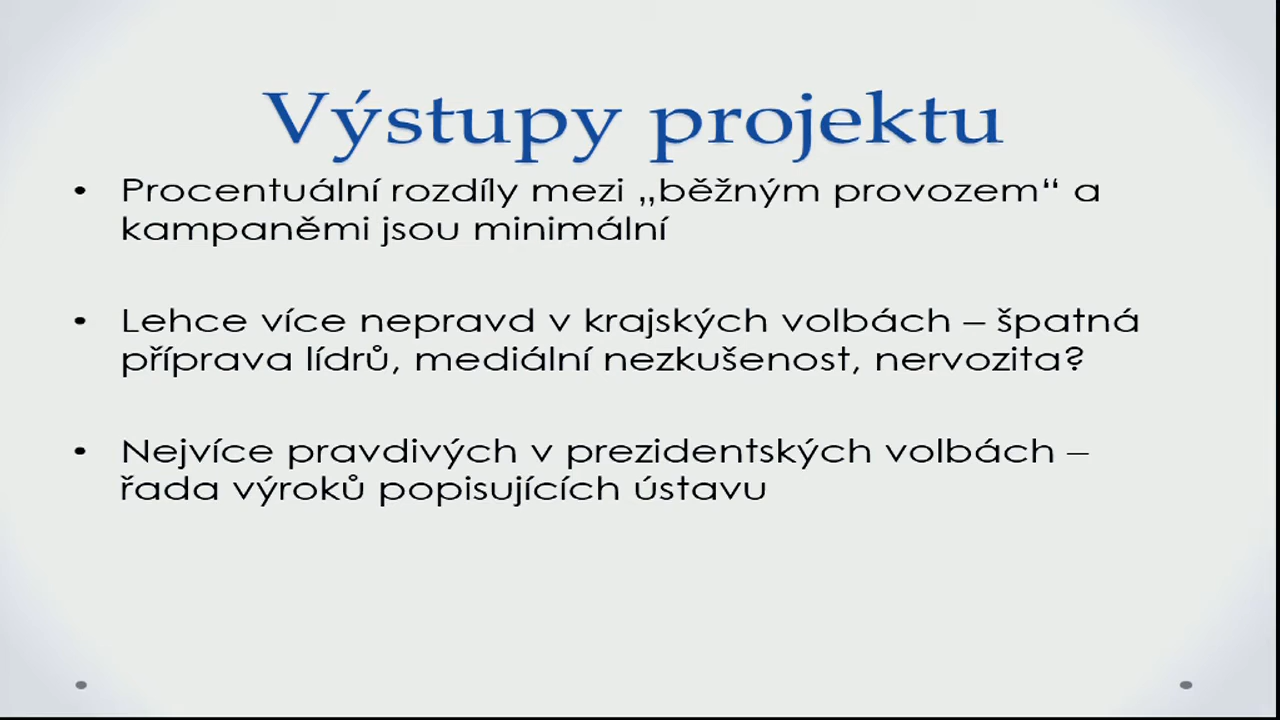 Výstupy projektu
• Procentuální rozdíly mezi „běžným provozem“ a
kampaněmi jsou minimální
• Lehce více nepravd v krajských volbách – špatná
příprava lídrů, mediální nezkušenost, nervozita?
• Nejvíce pravdivých v prezidentských volbách –
řada výroků popisujících ústavu